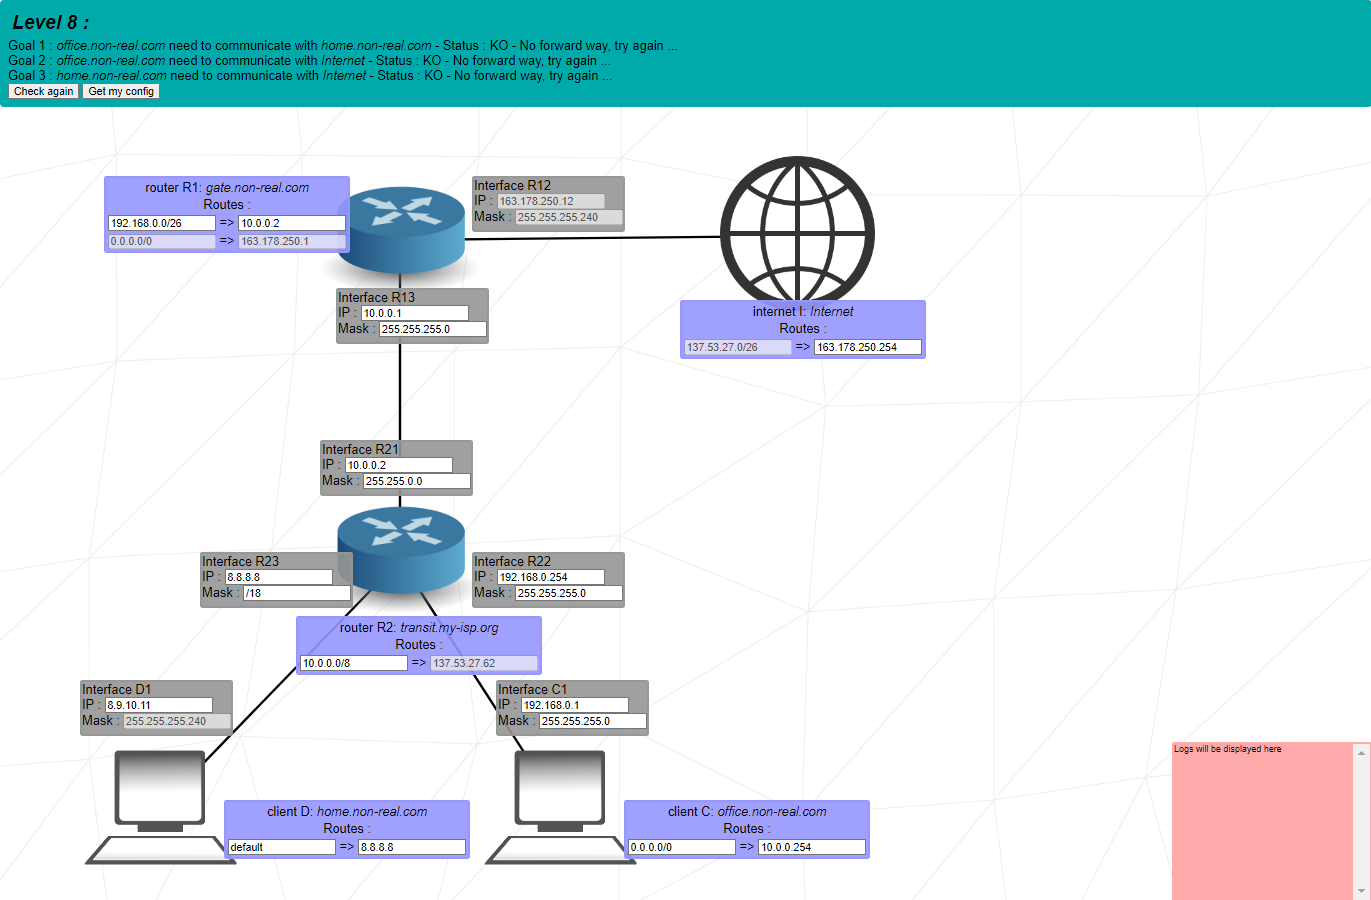 Level 8 :
Goal 1 : office.non-real.com need to communicate with home.non-real.com - Status : KO - No forward way, try again ...
Goal 2 : office.non-real.com need to communicate with Internet - Status : KO - No forward way, try again ...
Goal 3 : home.non-real.com need to communicate with Internet - Status : KO - No forward way, try again ...
Check again Get my config
router R1: gate.non-real.com
Routes :
192.168.0.0/26 => 10.0.0.2
0.0.0.0/0 => 163.178.250.1
Interface R12
IP : 163.178.250.12
Mask : 255.255.255.240
Interface R13
IP : 10.0.0.1
Mask : 255.255.255.0
internet I: Internet
Routes :
137.53.27.0/26 => 163.178.250.254
Interface R21
IP : 10.0.0.2
Mask : 255.255.0.0
Interface R23
IP : 8.8.8.8
Mask : /18
Interface R22
IP : 192.168.0.254
Mask : 255.255.255.0
router R2: transit.my-isp.org
Routes :
10.0.0.0/8 => 137.53.27.62
Interface D1
IP : 8.9.10.11
Mask : 255.255.255.240
Interface C1
IP : 192.168.0.1
Mask : 255.255.255.0
client D: home.non-real.com
Routes :
default => 8.8.8.8
client C: office.non-real.com
Routes :
0.0.0.0/0 => 10.0.0.254
Logs will be displayed here